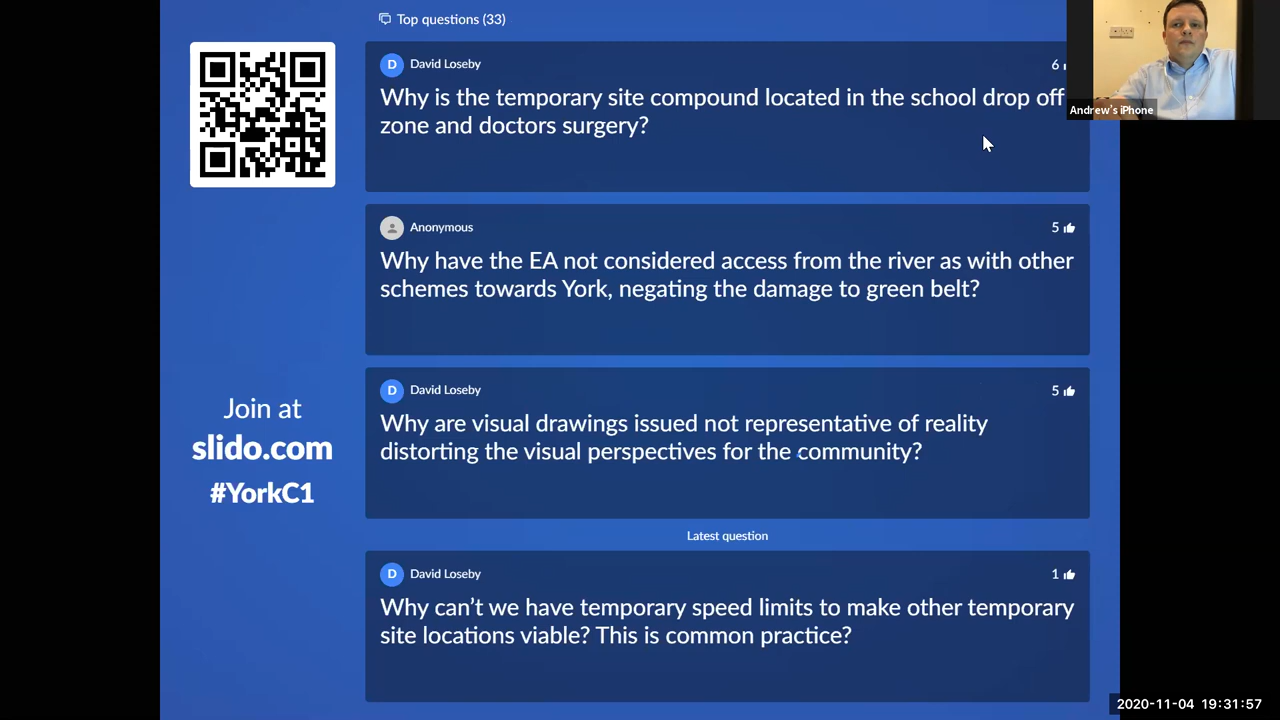 Top questions (33)
D David Loseby
6
Why is the temporary site compound located in the school drop off
zone and doctors surgery?
Andrew's iPhone
Anonymous
5
Why have the EA not considered access from the river as with other
schemes towards York, negating the damage to green belt?
D David Loseby
5
Why are visual drawings issued not representative of reality
distorting the visual perspectives for the community?
Join at
slido.com
#YorkC1
Latest question
D David Loseby
1
Why can’t we have temporary speed limits to make other temporary
site locations viable? This is common practice?
2020-11-04 19:31:57